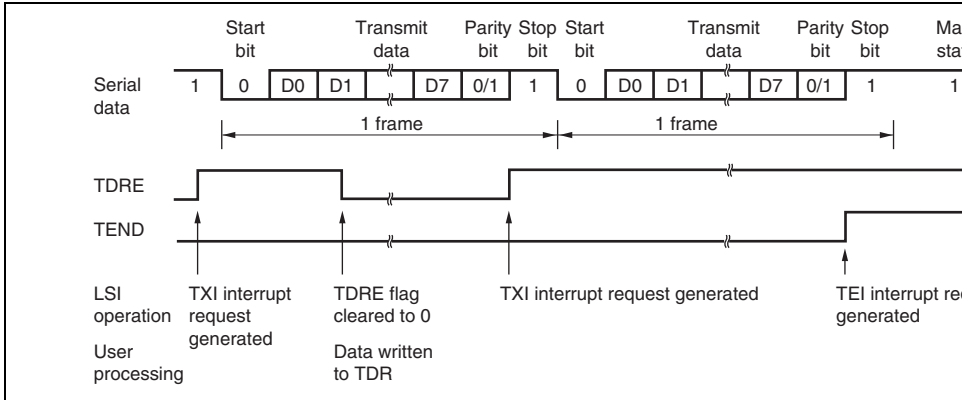 Start bit Transmit data Parity bit Stop bit Start bit Transmit data Parity bit Stop bit
Serial data 1 0 D0 D1 D7 0/1 1 0 D0 D1 D7 0/1 1 1
1 frame 1 frame
TDRE
TEND
LSI operation TXI interrupt request generated TDRE flag cleared to 0 TXI interrupt request generated TEI interrupt generated
User processing Data written to TDR